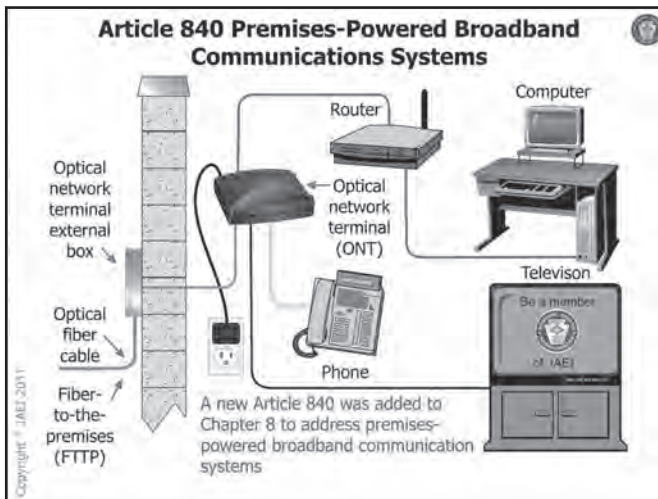 Article 840 Premises-Powered Broadband
Communications Systems
Computer
Router
Optical
network
terminal
external
box
Optical
network
terminal
(ONT)
Televison
Be a member
of IAEI
Optical
fiber
cable
Phone
Fiber-
to-the-
premises
(FTTP)
A new Article 840 was added to
Chapter 8 to address premises-
powered broadband communication
systems
Copyright © IAEI 2011